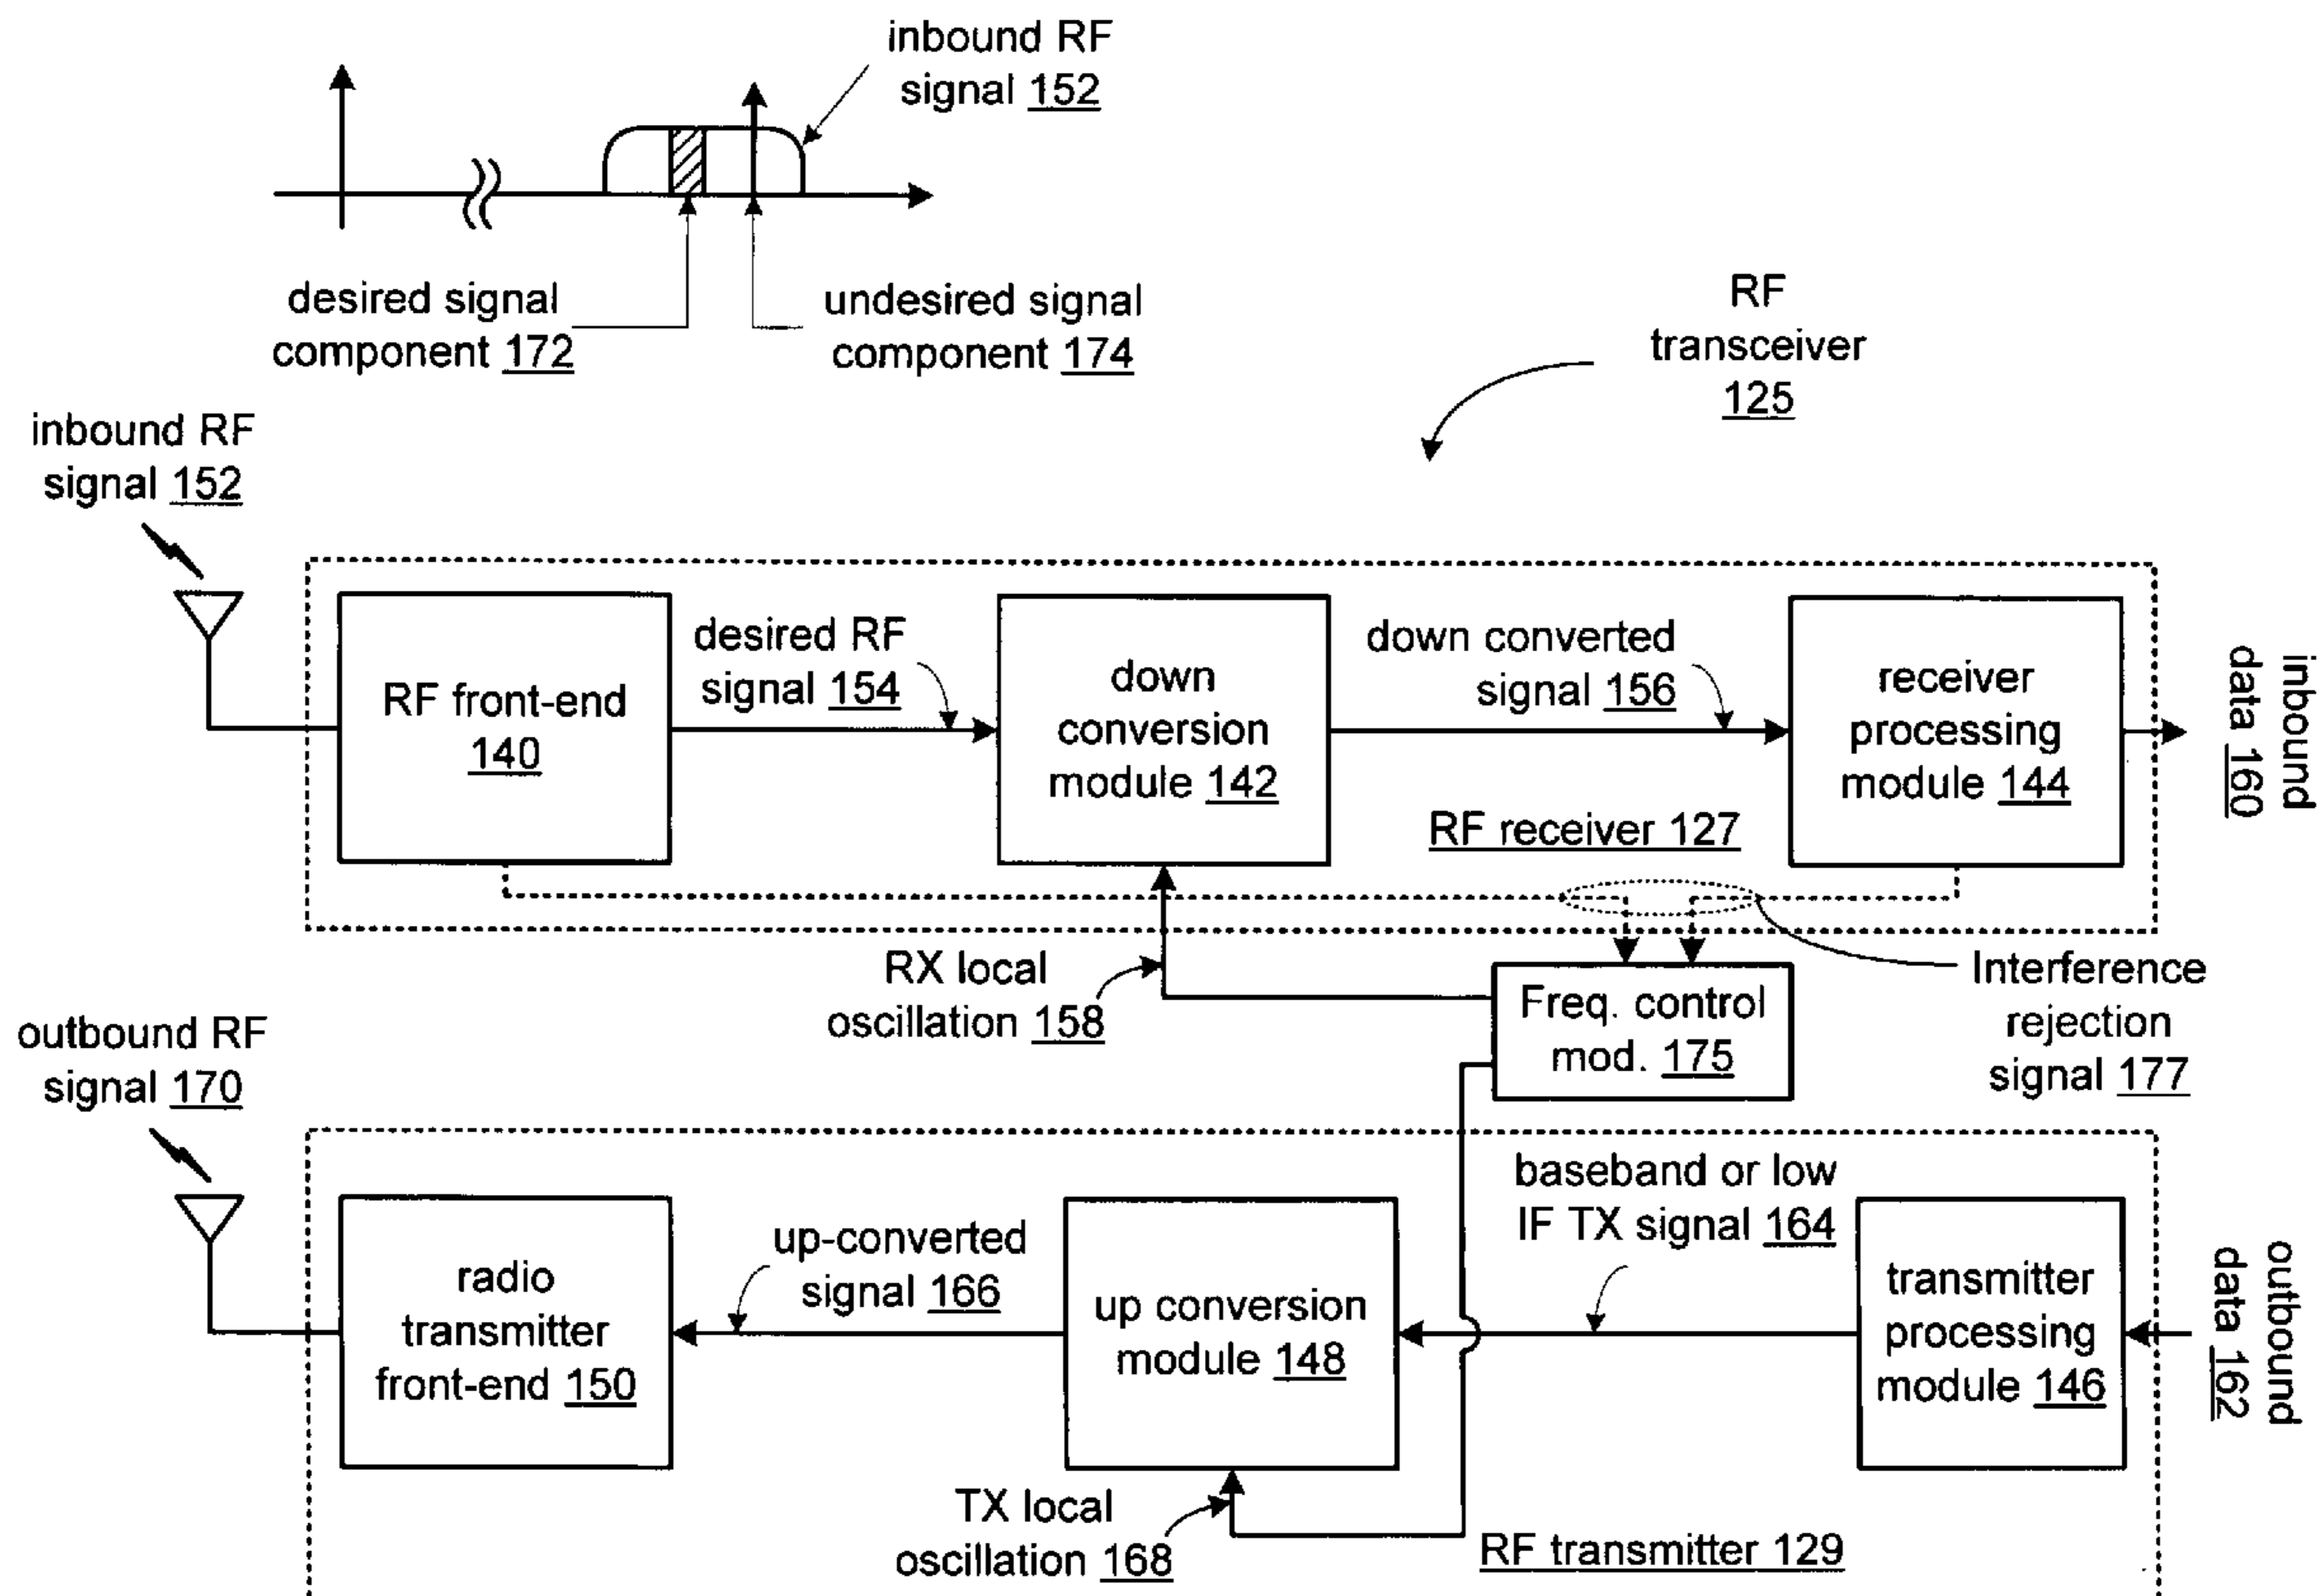 inbound RF
signal 152
desired signal
component 172
undesired signal
component 174
RF
transceiver
125
inbound RF
signal 152
RF front-end
140
desired RF
signal 154
down
conversion
module 142
down converted
signal 156
receiver
processing
module 144
inbound
data 160
RF receiver 127
RX local
oscillation 158
Freq. control
mod. 175
Interference
rejection
signal 177
outbound RF
signal 170
radio
transmitter
front-end 150
up-converted
signal 166
up conversion
module 148
baseband or low
IF TX signal 164
transmitter
processing
module 146
outbound
data 162
TX local
oscillation 168
RF transmitter 129